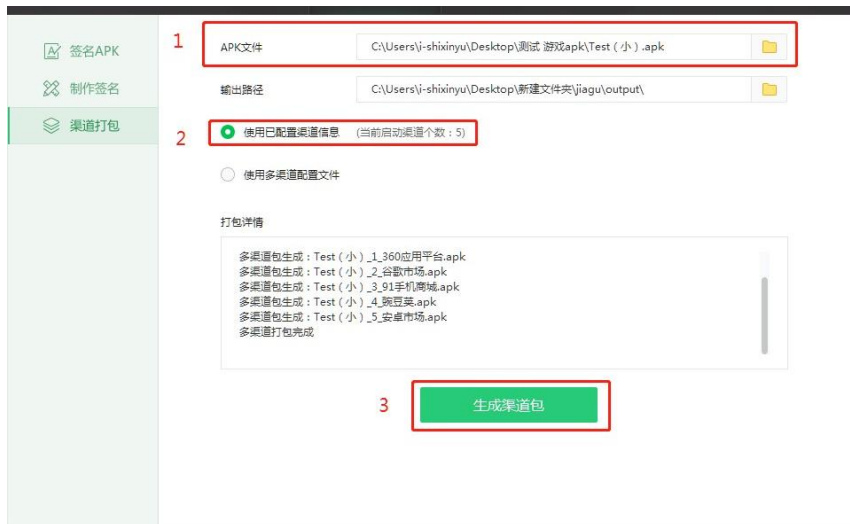 签名APK
制作签名
渠道打包
1
APK文件 C:\Users\i-shixinyu\Desktop\测试 游戏apk\Test（小）.apk
输出路径 C:\Users\i-shixinyu\Desktop\新建文件夹\jiagu\output\
2
使用已配置渠道信息 (当前启动渠道个数：5)
使用多渠道配置文件
打包详情
多渠道包生成：Test（小）_1_360应用平台.apk
多渠道包生成：Test（小）_2_谷歌市场.apk
多渠道包生成：Test（小）_3_91手机商城.apk
多渠道包生成：Test（小）_4_豌豆荚.apk
多渠道包生成：Test（小）_5_安卓市场.apk
多渠道打包完成
3
生成渠道包